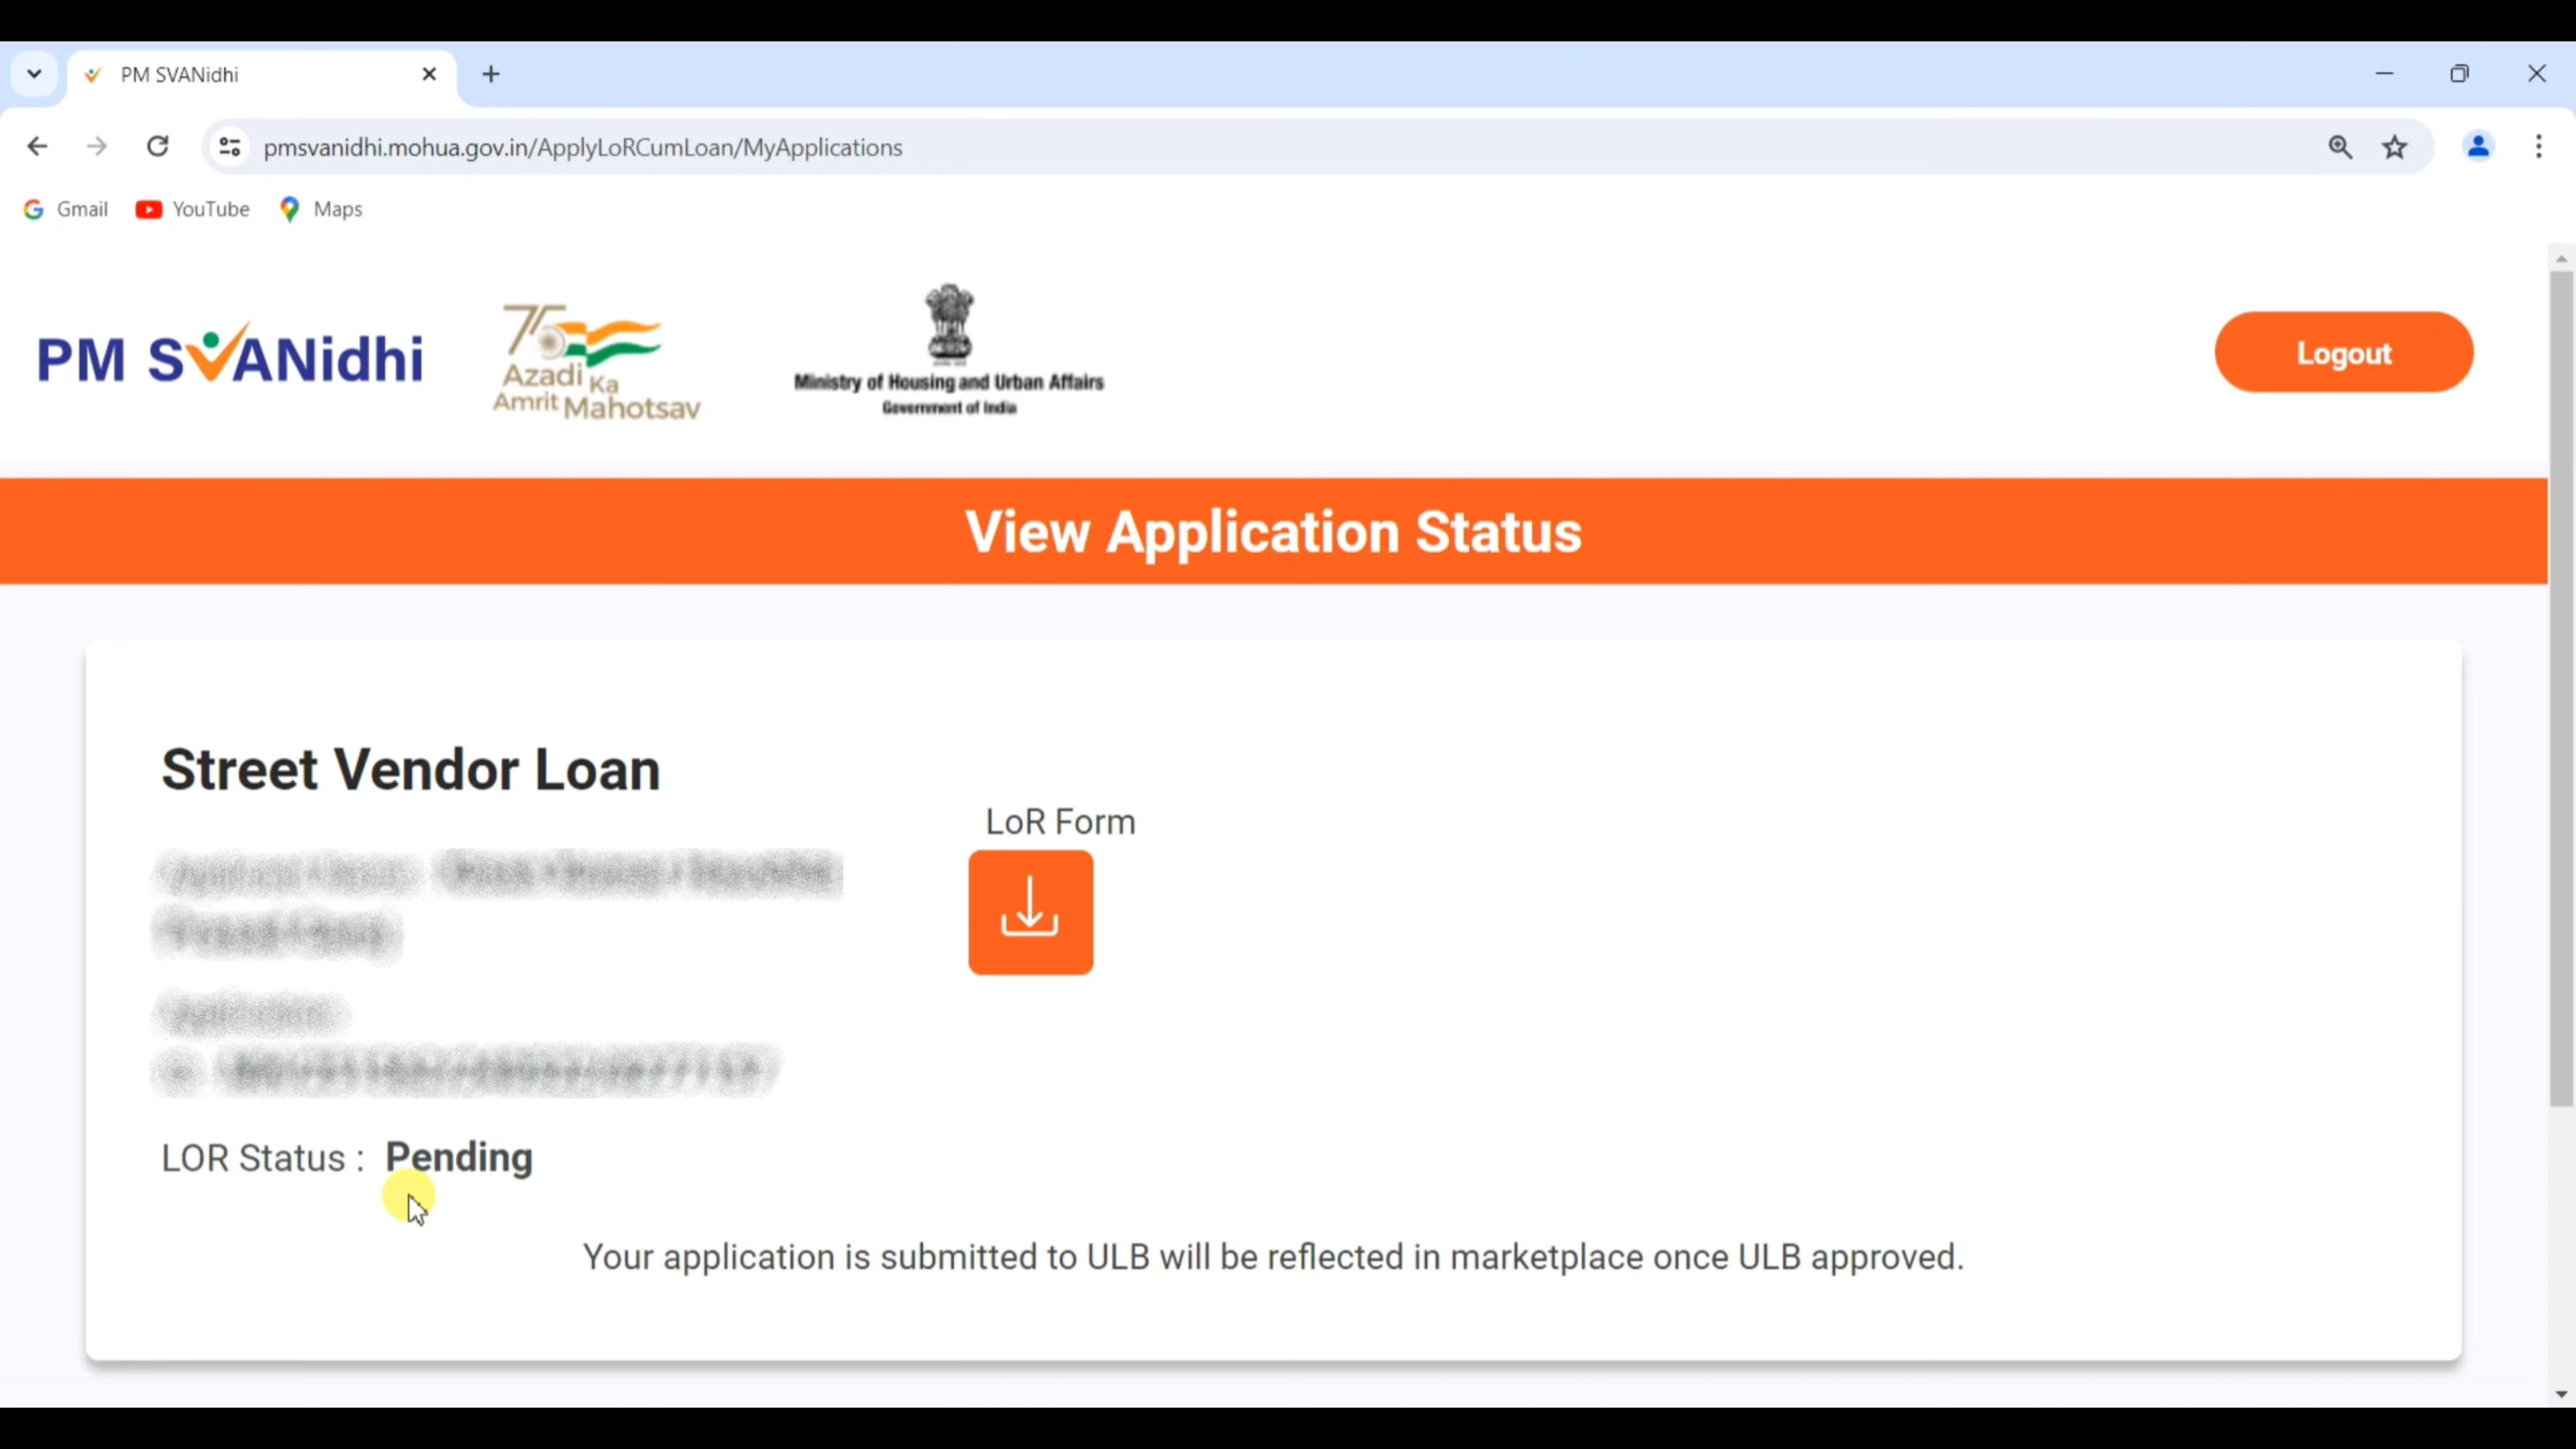 PM SVANidhi
pmsvanidhi.mohua.gov.in/ApplyLoRCumLoan/MyApplications
Gmail YouTube Maps
PM SVANidhi
75
Azadi Ka
Amrit Mahotsav
Ministry of Housing and Urban Affairs
Government of India
Logout
View Application Status
Street Vendor Loan
LoR Form
LOR Status : Pending
Your application is submitted to ULB will be reflected in marketplace once ULB approved.